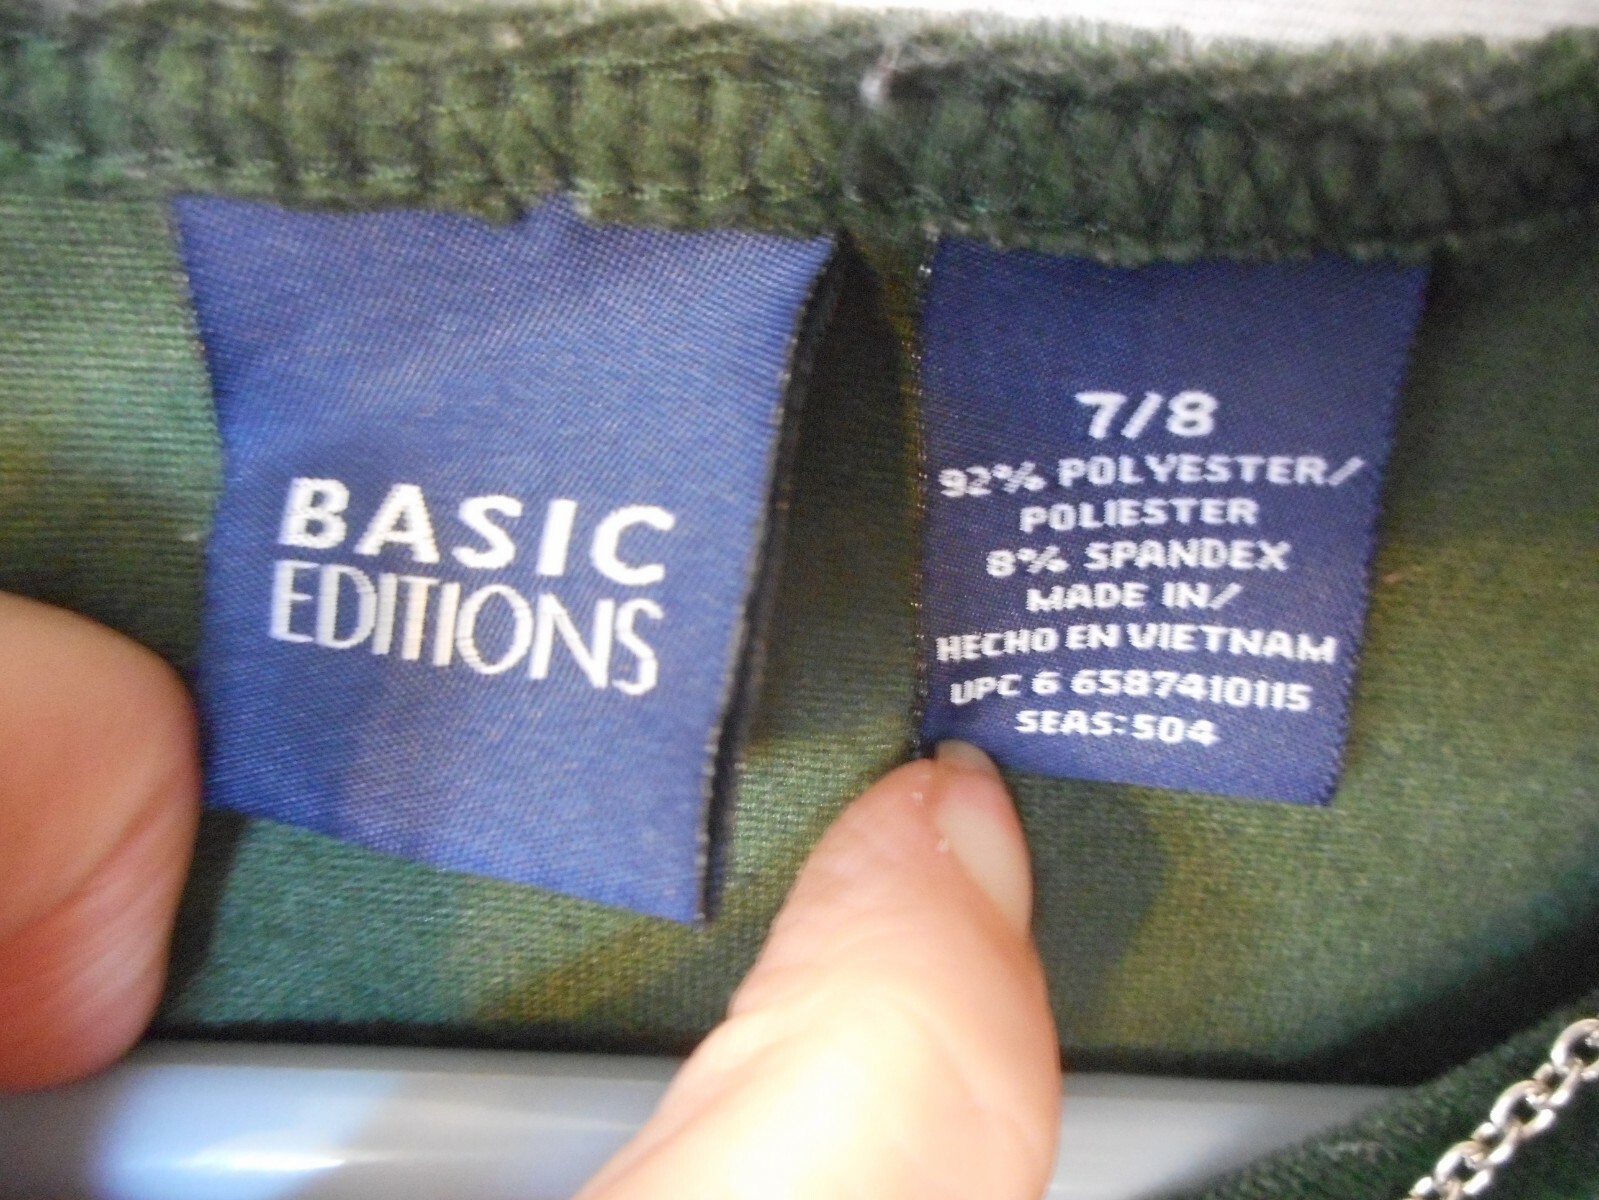 BASIC
EDITIONS
7/8
92% POLYESTER/
POLIESTER
8% SPANDEX
MADE IN/
HECHO EN VIETNAM
UPC 6 6587410115
SEAS:504